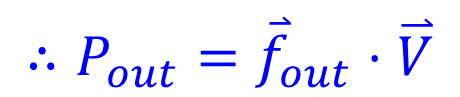 ∴ P_out = f⃗_out · V⃗